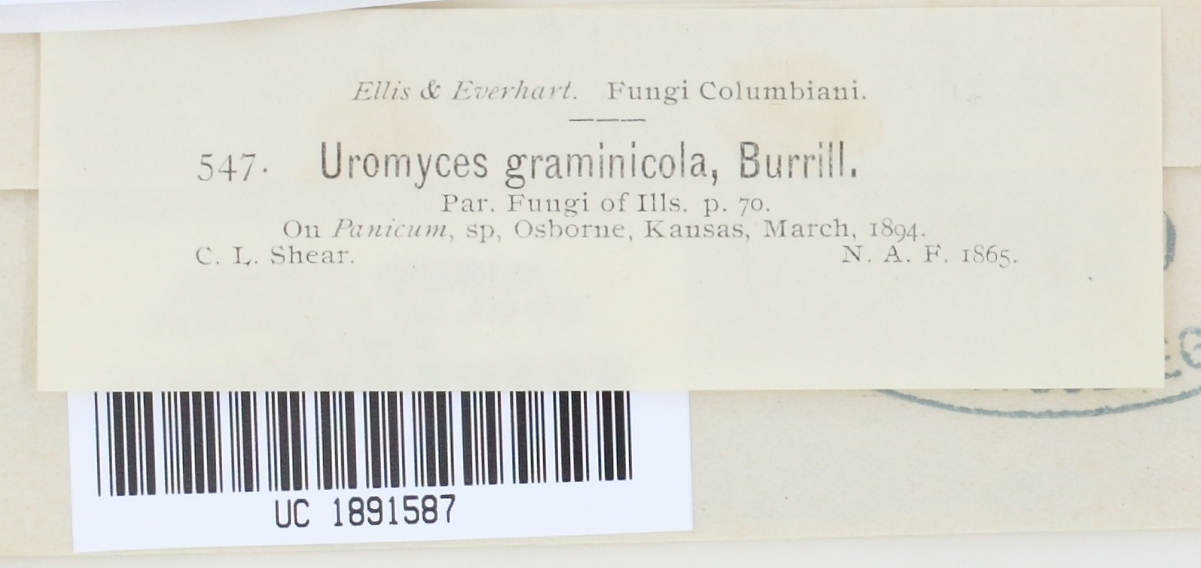 Ellis & Everhart. Fungi Columbiani.
547. Uromyces graminicola, Burrill.
Par. Fungi of Ills. p. 70.
On Panicum, sp, Osborne, Kansas, March, 1894.
C. L. Shear. N. A. F. 1865.
UC 1891587